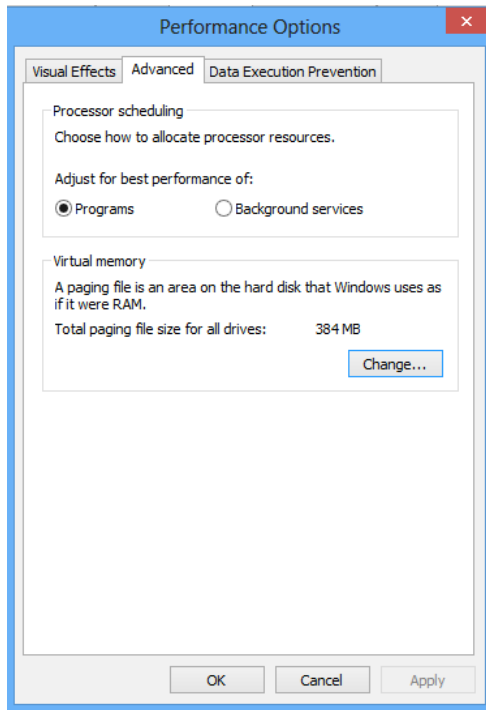 Performance Options
Visual Effects Advanced Data Execution Prevention
Processor scheduling
Choose how to allocate processor resources.
Adjust for best performance of:
Programs Background services
Virtual memory
A paging file is an area on the hard disk that Windows uses as
if it were RAM.
Total paging file size for all drives: 384 MB
Change...
OK Cancel Apply